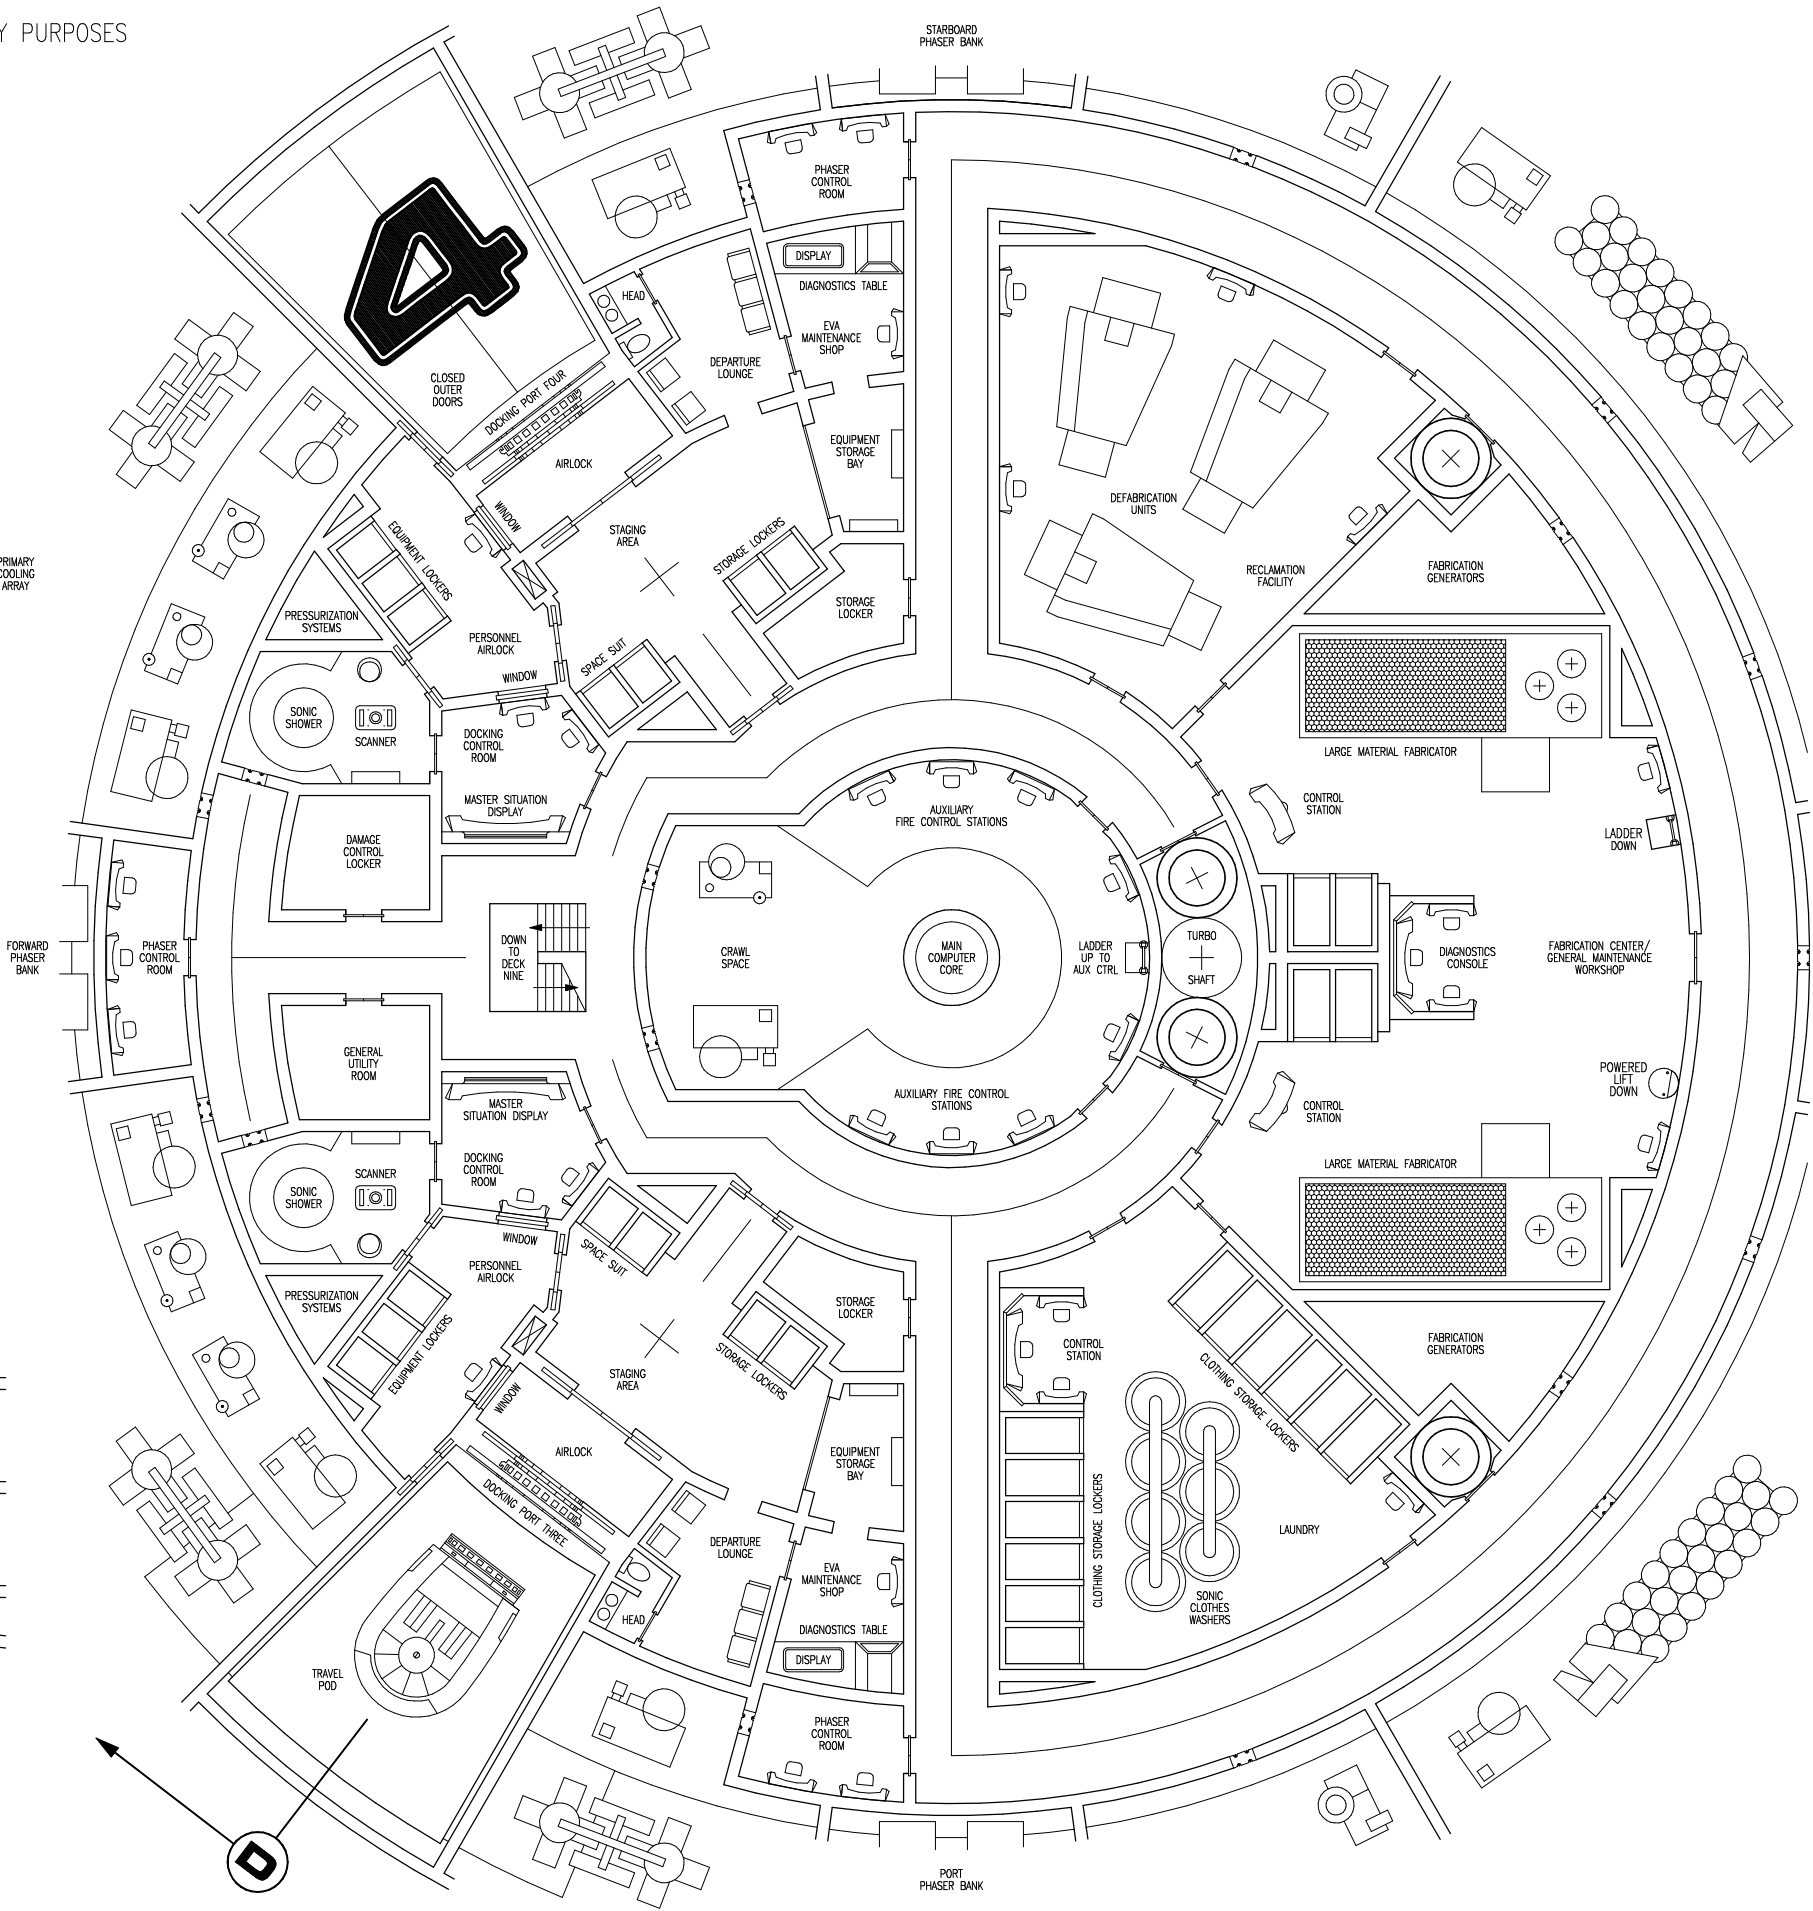 Y PURPOSES
STARBOARD
PHASER BANK
PHASER
CONTROL
ROOM
DISPLAY
DIAGNOSTICS TABLE
HEAD
EVA
MAINTENANCE
SHOP
DEPARTURE
LOUNGE
4
CLOSED
OUTER
DOORS
DOCKING PORT FOUR
AIRLOCK
EQUIPMENT
STORAGE
BAY
WINDOW
STAGING
AREA
STORAGE LOCKERS
EQUIPMENT LOCKERS
DEFABRICATION
UNITS
RECLAMATION
FACILITY
FABRICATION
GENERATORS
PRIMARY
COOLING
ARRAY
PRESSURIZATION
SYSTEMS
STORAGE
LOCKER
PERSONNEL
AIRLOCK
SPACE SUIT
WINDOW
SONIC
SHOWER
SCANNER
DOCKING
CONTROL
ROOM
MASTER SITUATION
DISPLAY
LARGE MATERIAL FABRICATOR
CONTROL
STATION
AUXILIARY
FIRE CONTROL STATIONS
LADDER
DOWN
DAMAGE
CONTROL
LOCKER
FORWARD
PHASER
BANK
PHASER
CONTROL
ROOM
DOWN
TO
DECK
NINE
CRAWL
SPACE
MAIN
COMPUTER
CORE
LADDER
UP TO
AUX CTRL
TURBO
SHAFT
DIAGNOSTICS
CONSOLE
FABRICATION CENTER/
GENERAL MAINTENANCE
WORKSHOP
GENERAL
UTILITY
ROOM
POWERED
LIFT
DOWN
MASTER
SITUATION DISPLAY
AUXILIARY FIRE CONTROL
STATIONS
CONTROL
STATION
LARGE MATERIAL FABRICATOR
DOCKING
CONTROL
ROOM
SCANNER
SONIC
SHOWER
WINDOW
SPACE SUIT
PERSONNEL
AIRLOCK
PRESSURIZATION
SYSTEMS
STORAGE
LOCKER
EQUIPMENT LOCKERS
STAGING
AREA
STORAGE LOCKERS
CONTROL
STATION
FABRICATION
GENERATORS
CLOTHING STORAGE LOCKERS
WINDOW
AIRLOCK
EQUIPMENT
STORAGE
BAY
DOCKING PORT THREE
CLOTHING STORAGE LOCKERS
LAUNDRY
DEPARTURE
LOUNGE
EVA
MAINTENANCE
SHOP
SONIC
CLOTHES
WASHERS
HEAD
DIAGNOSTICS TABLE
DISPLAY
TRAVEL
POD
PHASER
CONTROL
ROOM
D
PORT
PHASER BANK